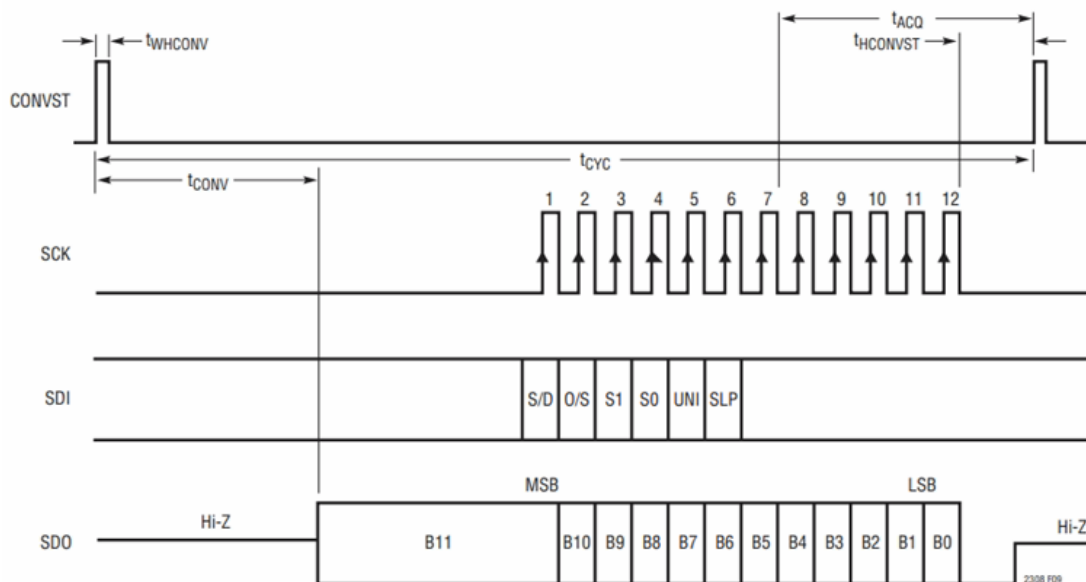 tACQ
tWHCONV
tHCONVST
CONVST
tCYC
tCONV
1 2 3 4 5 6 7 8 9 10 11 12
SCK
SDI
S/D O/S S1 S0 UNI SLP
MSB LSB
Hi-Z Hi-Z
SDO
B11 B10 B9 B8 B7 B6 B5 B4 B3 B2 B1 B0
2308 F09